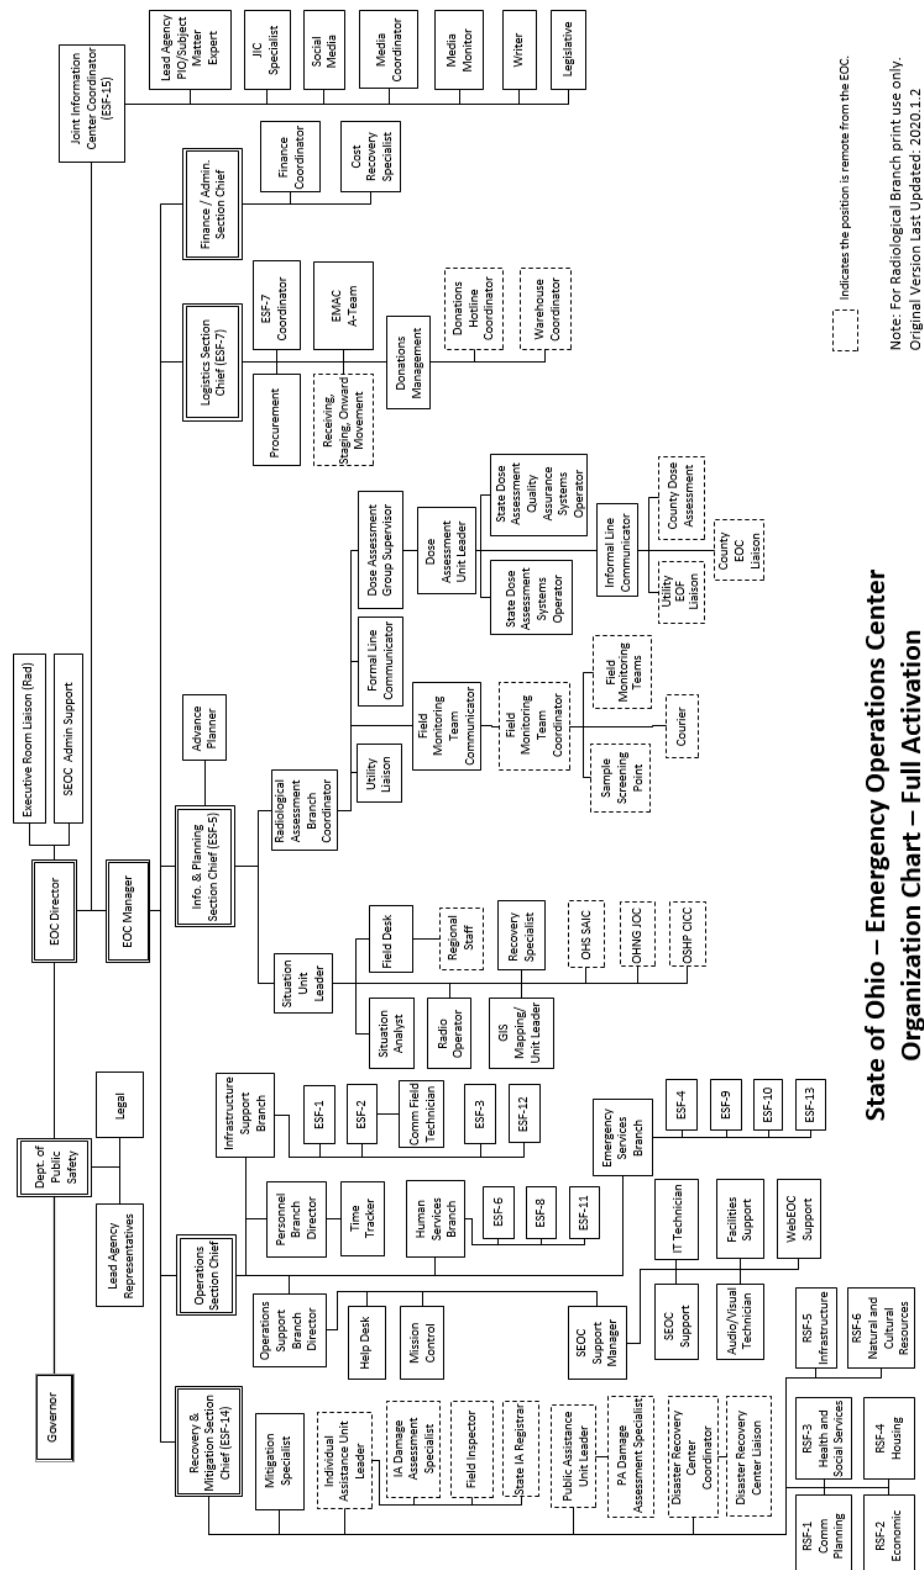 Governor
Dept. of
Public
Safety
Lead Agency
Representatives
Legal
EOC Director
Executive Room Liaison (Rad)
SEOC Admin Support
EOC Manager
Joint Information
Center Coordinator
(ESF-15)
Lead Agency
PIO/Subject
Matter
Expert
JIC
Specialist
Social
Media
Media
Coordinator
Media
Monitor
Writer
Legislative
Recovery &
Mitigation Section
Chief (ESF-14)
Mitigation
Specialist
Individual
Assistance Unit
Leader
IA Damage
Assessment
Specialist
Field Inspector
State IA Registrar
Public Assistance
Unit Leader
PA Damage
Assessment Specialist
Disaster Recovery
Center
Coordinator
Disaster Recovery
Center Liaison
RSF-1
Comm
Planning
RSF-3
Health and
Social Services
RSF-5
Infrastructure
RSF-2
Economic
RSF-4
Housing
RSF-6
Natural and
Cultural
Resources
Operations
Section Chief
Operations
Support
Branch
Director
Help Desk
Mission
Control
SEOC
Support
Manager
SEOC
Support
IT Technician
Audio/Visual
Technician
Facilities
Support
WebEOC
Support
Personnel
Branch
Director
Time
Tracker
Human
Services
Branch
ESF-6
ESF-8
ESF-11
Infrastructure
Support
Branch
ESF-1
ESF-2
Comm Field
Technician
ESF-3
ESF-12
Emergency
Services
Branch
ESF-4
ESF-9
ESF-10
ESF-13
Info. & Planning
Section Chief (ESF-5)
Advance
Planner
Situation
Unit
Leader
Situation
Analyst
Field Desk
Regional
Staff
Radio
Operator
GIS
Mapping/
Unit Leader
Recovery
Specialist
OHS SAIC
OHNG JOC
OSHP CICC
Radiological
Assessment
Branch
Coordinator
Utility
Liaison
Formal Line
Communicator
Field
Monitoring
Team
Communicator
Field
Monitoring
Team
Coordinator
Sample
Screening
Point
Field
Monitoring
Teams
Courier
Dose Assessment
Group Supervisor
Dose
Assessment
Unit Leader
State Dose
Assessment
Systems
Operator
State Dose
Assessment
Quality
Assurance
Systems
Operator
Informal Line
Communicator
Utility
EOF
Liaison
County Dose
Assessment
County
EOC
Liaison
Logistics Section
Chief (ESF-7)
Procurement
ESF-7
Coordinator
Receiving,
Staging, Onward
Movement
EMAC
A-Team
Donations
Management
Donations
Hotline
Coordinator
Warehouse
Coordinator
Finance / Admin.
Section Chief
Finance
Coordinator
Cost
Recovery
Specialist
State of Ohio – Emergency Operations Center
Organization Chart – Full Activation
Indicates the position is remote from the EOC.
Note: For Radiological Branch print use only.
Original Version Last Updated: 2020.1.2